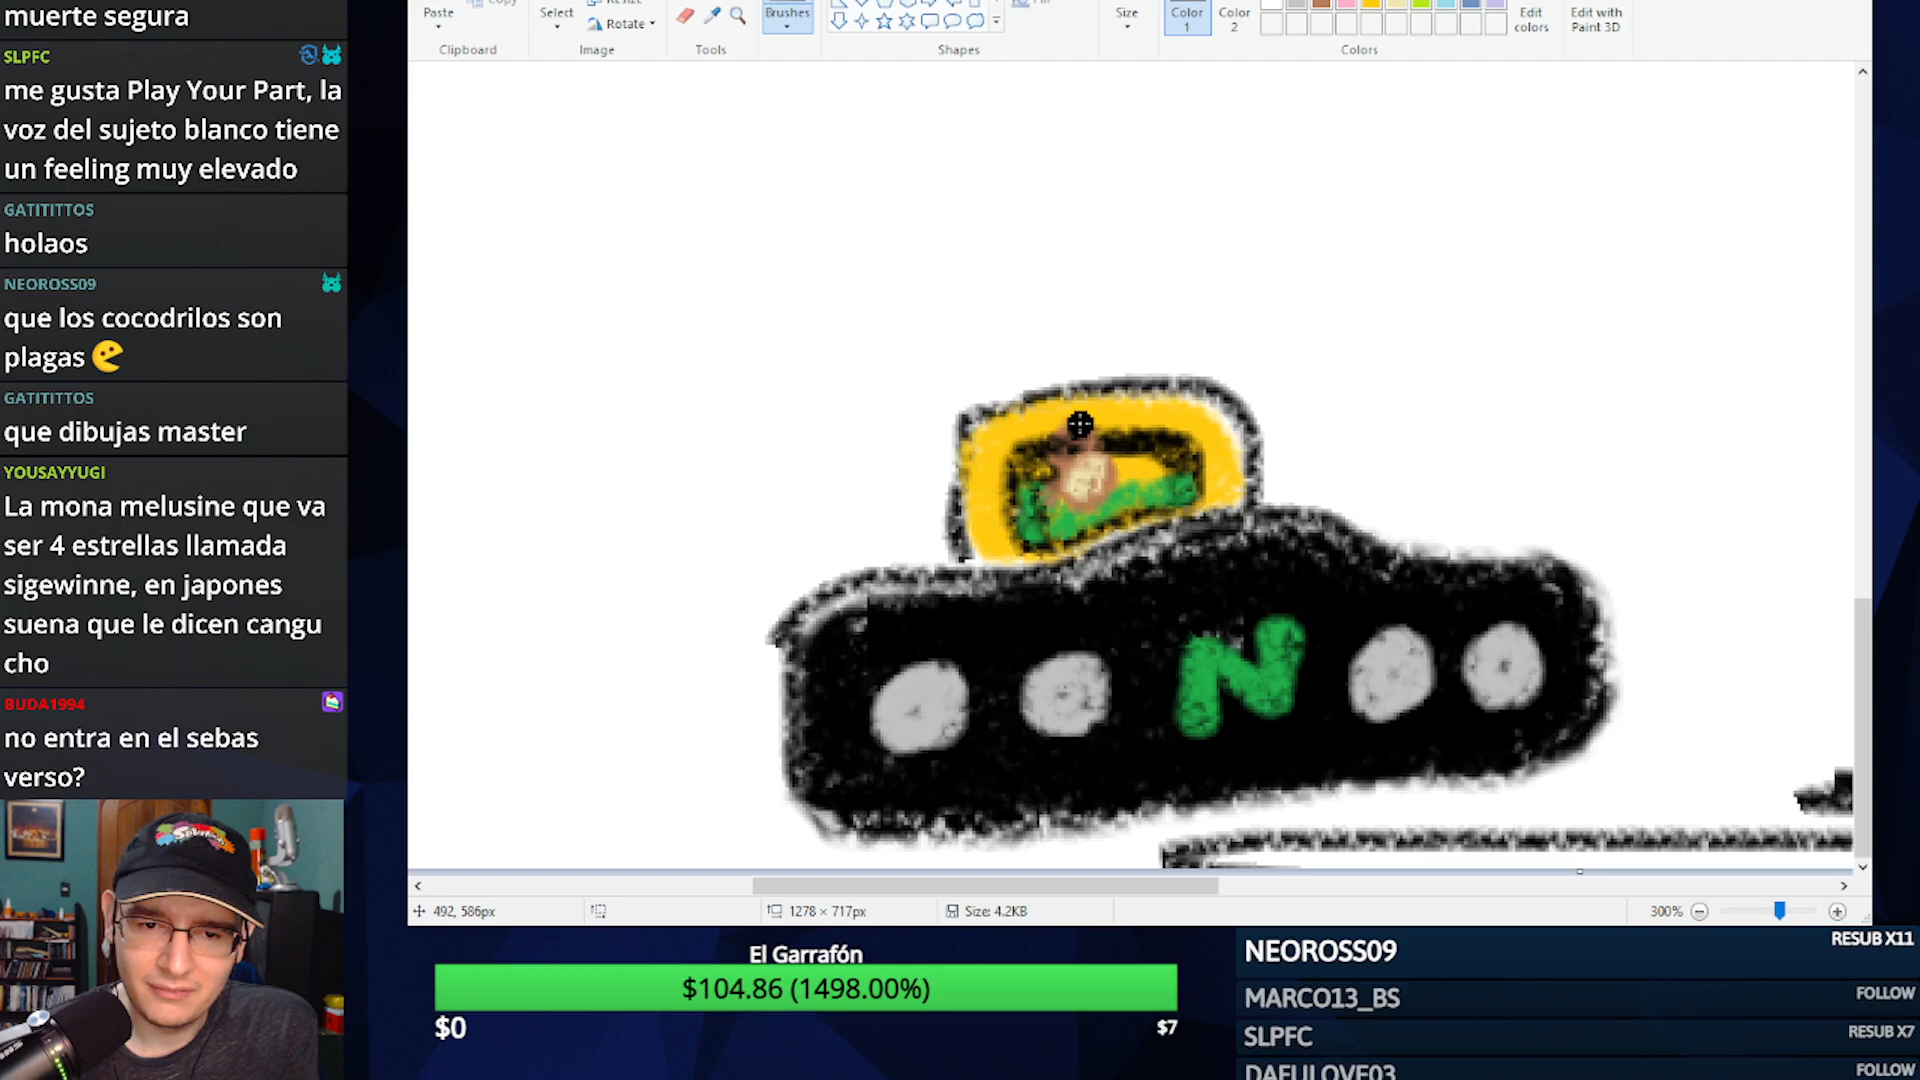 muerte segura
SLPFC
me gusta Play Your Part, la
voz del sujeto blanco tiene
un feeling muy elevado
GATITITTOS
holaos
NEOROSS09
que los cocodrilos son
plagas
GATITITTOS
que dibujas master
YOUSAYYUGI
La mona melusine que va
ser 4 estrellas llamada
sigewinne, en japones
suena que le dicen cangu
cho
BUDA1994
no entra en el sebas
verso?
Paste
Copy
Select
Rotate
Brushes
Size
Color
1
Color
2
Edit
colors
Edit with
Paint 3D
Clipboard
Image
Tools
Shapes
Colors
N
492, 586px
1278 × 717px
Size: 4.2KB
300%
El Garrafón
$104.86 (1498.00%)
$0
$7
NEOROSS09
RESUB X11
MARCO13_BS
FOLLOW
SLPFC
RESUB X7
DAFULOVE03
FOLLOW